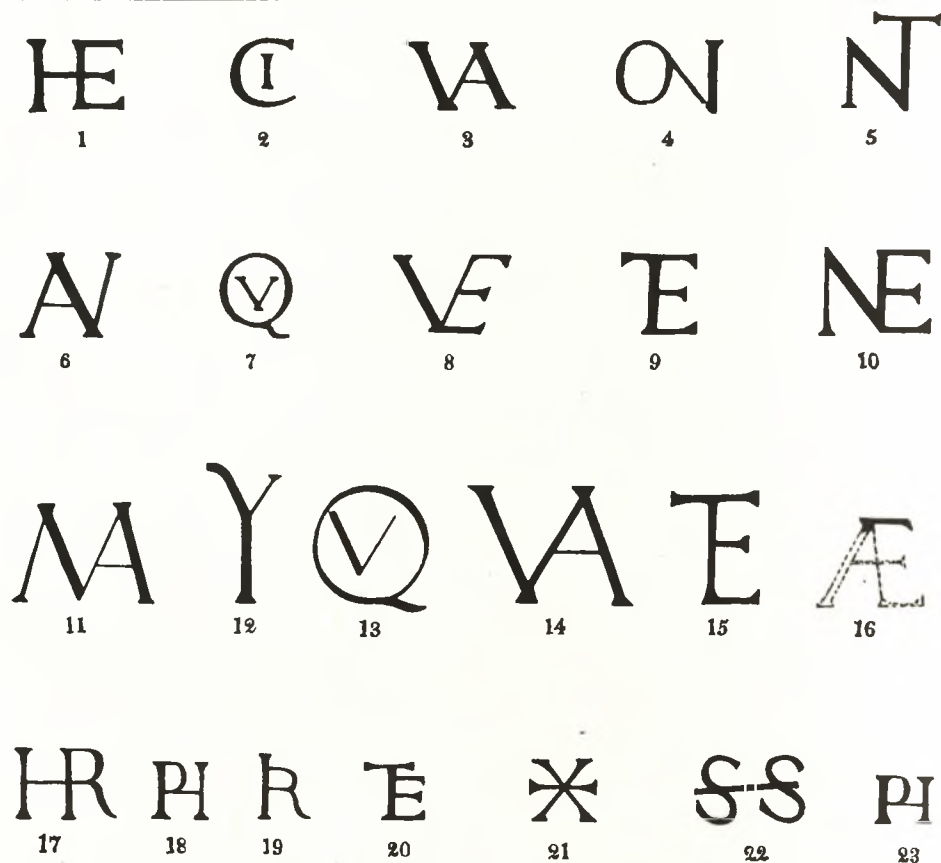 HE CI VA ON NT
1 2 3 4 5
AN QV VE TE NE
6 7 8 9 10
MA Y QV VA TE Æ
11 12 13 14 15 16
HR PH HR TE X SS PH
17 18 19 20 21 22 23